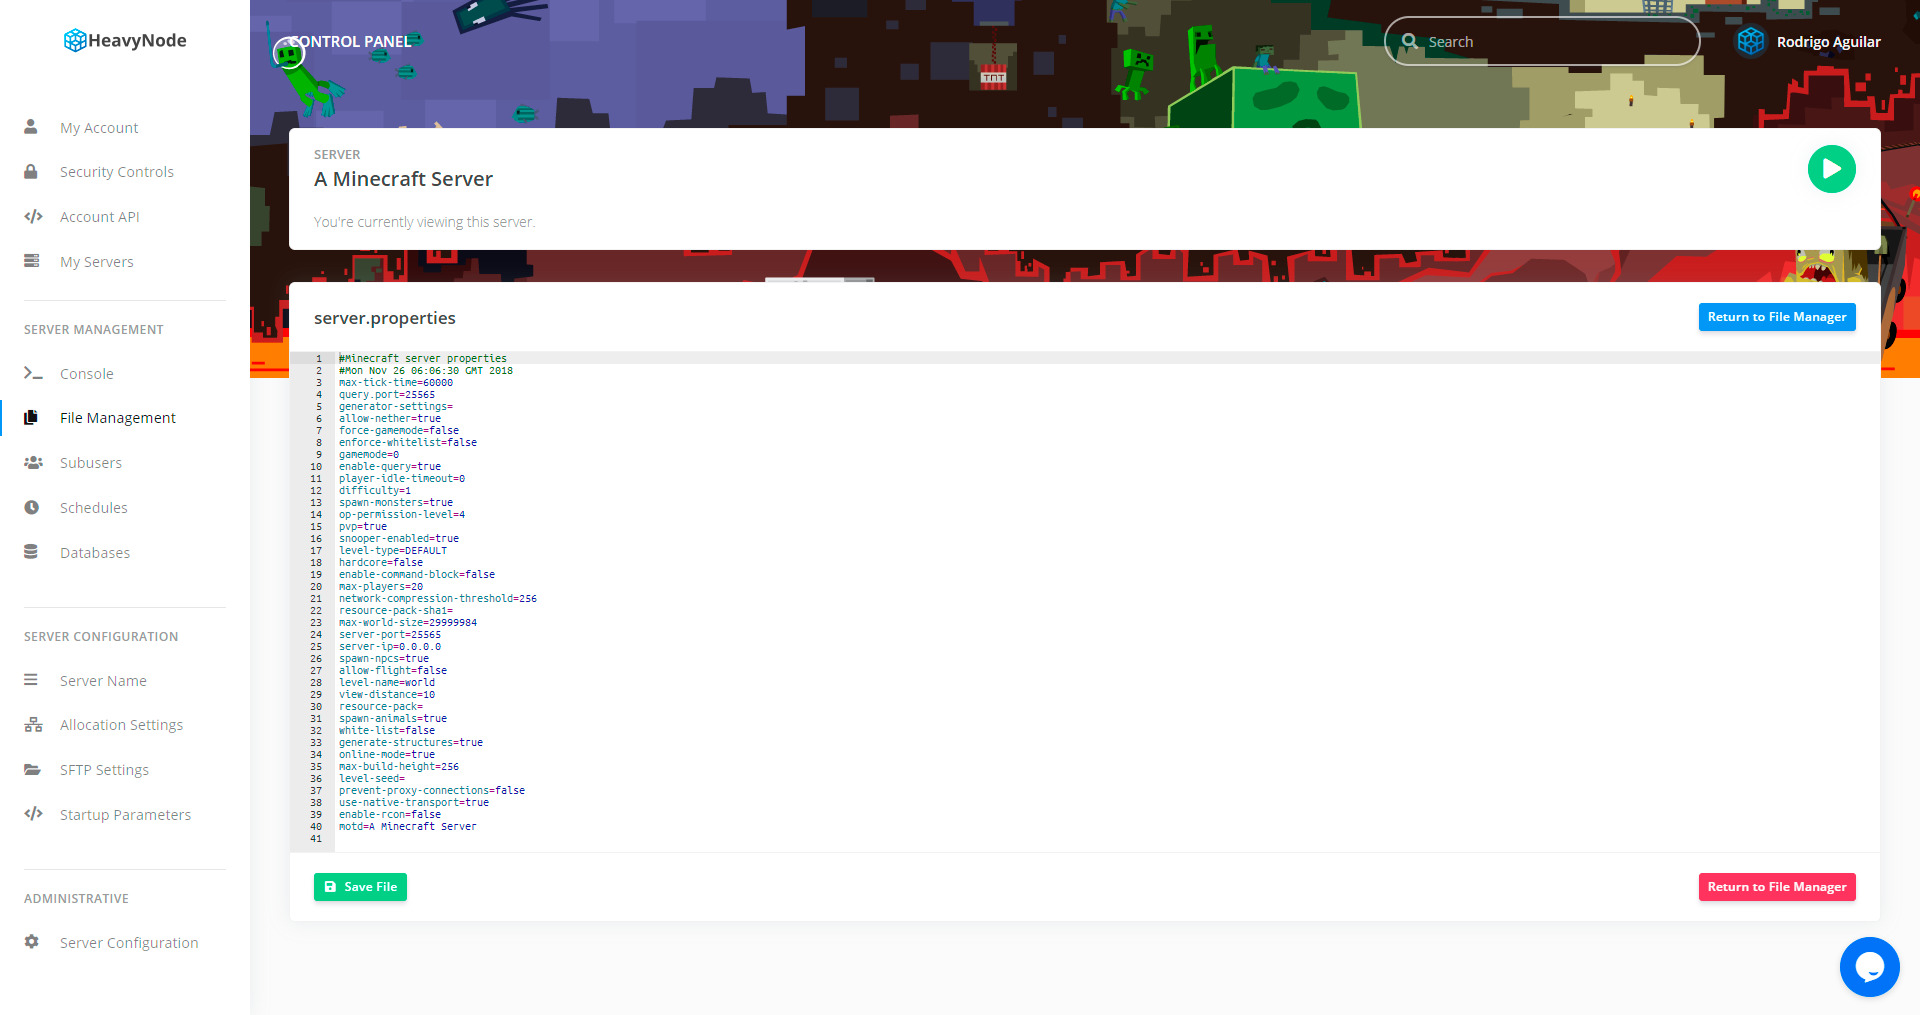 HeavyNode
CONTROL PANEL
Search
Rodrigo Aguilar
My Account
Security Controls
Account API
My Servers
SERVER MANAGEMENT
Console
File Management
Subusers
Schedules
Databases
SERVER CONFIGURATION
Server Name
Allocation Settings
SFTP Settings
Startup Parameters
ADMINISTRATIVE
Server Configuration
TNT
SERVER
A Minecraft Server
You're currently viewing this server.
server.properties
Return to File Manager
1 #Minecraft server properties
2 #Mon Nov 26 06:06:30 GMT 2018
3 max-tick-time=60000
4 query.port=25565
5 generator-settings=
6 allow-nether=true
7 force-gamemode=false
8 enforce-whitelist=false
9 gamemode=0
10 enable-query=true
11 player-idle-timeout=0
12 difficulty=1
13 spawn-monsters=true
14 op-permission-level=4
15 pvp=true
16 snooper-enabled=true
17 level-type=DEFAULT
18 hardcore=false
19 enable-command-block=false
20 max-players=20
21 network-compression-threshold=256
22 resource-pack-sha1=
23 max-world-size=29999984
24 server-port=25565
25 server-ip=0.0.0.0
26 spawn-npcs=true
27 allow-flight=false
28 level-name=world
29 view-distance=10
30 resource-pack=
31 spawn-animals=true
32 white-list=false
33 generate-structures=true
34 online-mode=true
35 max-build-height=256
36 level-seed=
37 prevent-proxy-connections=false
38 use-native-transport=true
39 enable-rcon=false
40 motd=A Minecraft Server
41
Save File
Return to File Manager